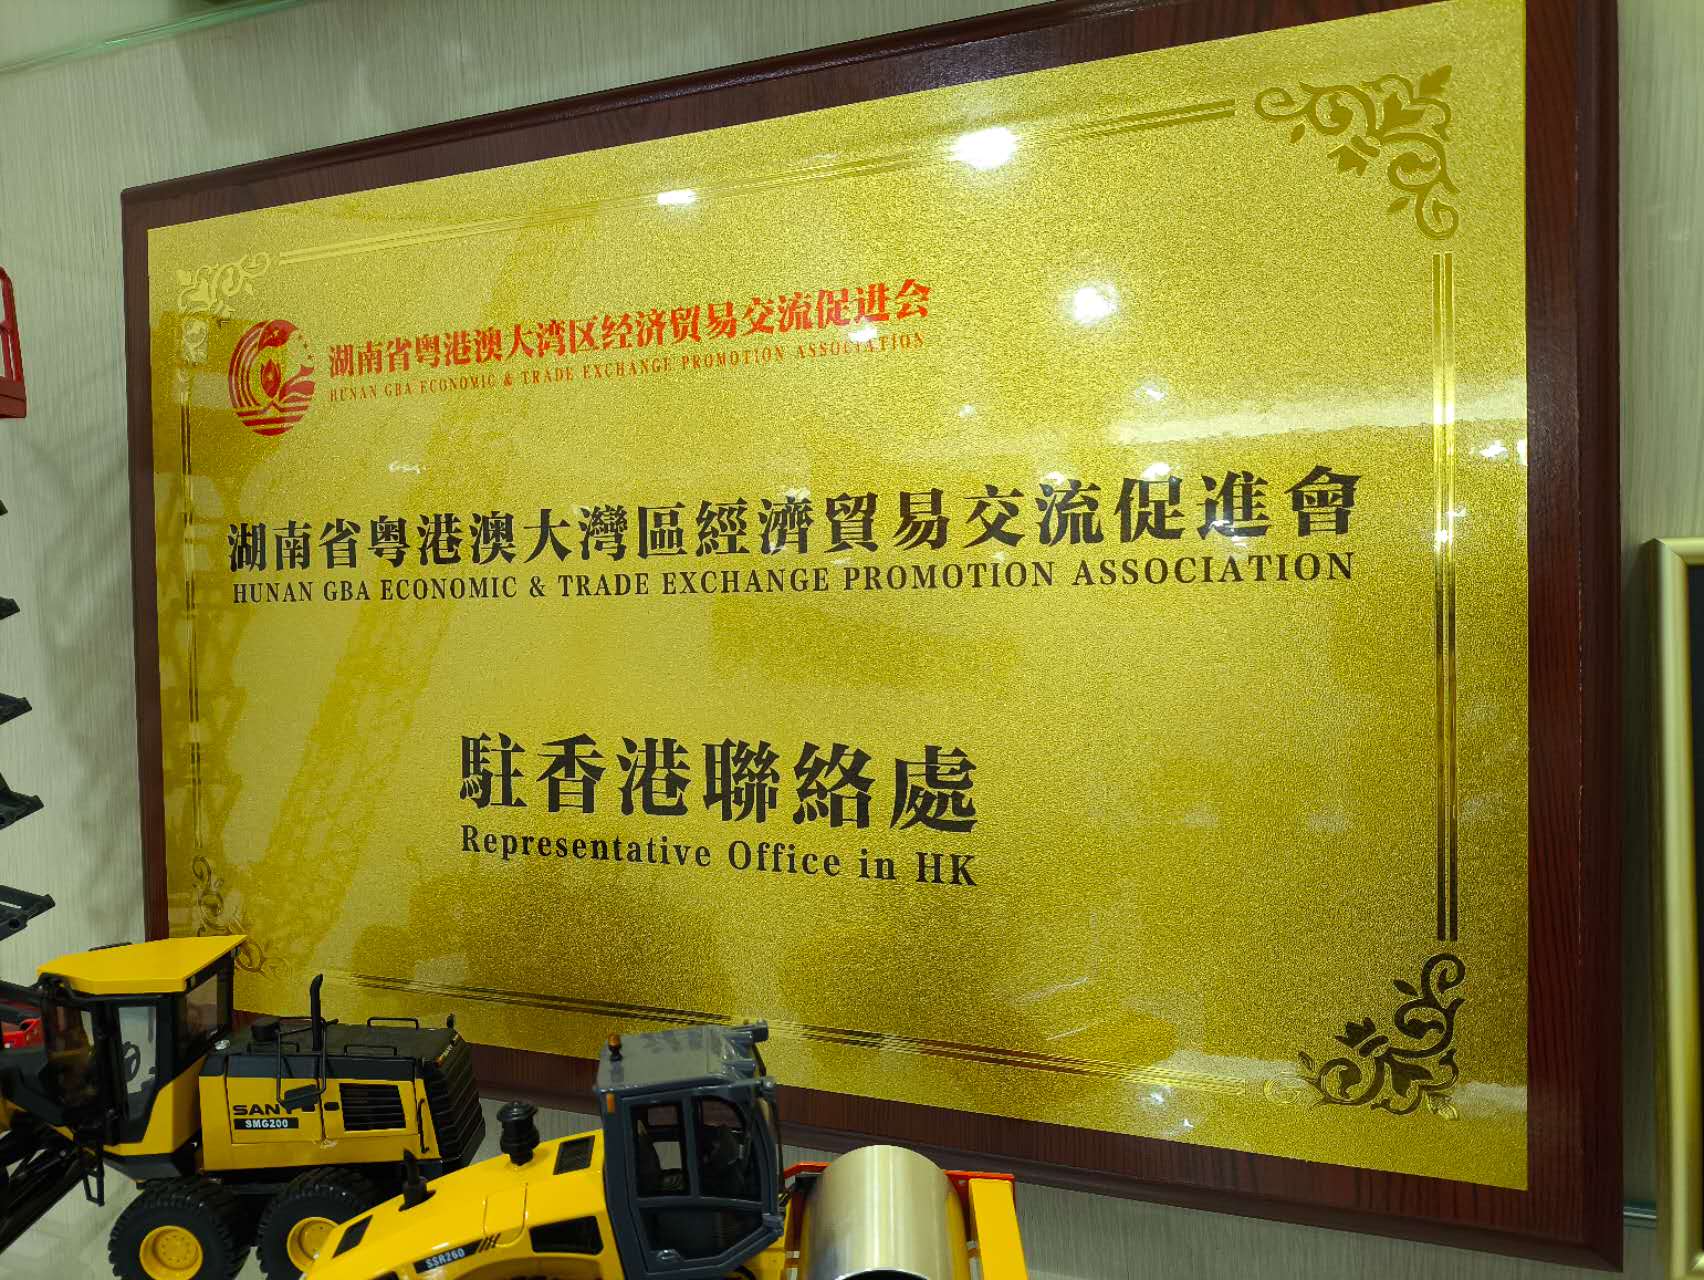 湖南省粤港澳大湾区经济贸易交流促进会
HUNAN GBA ECONOMIC & TRADE EXCHANGE PROMOTION ASSOCIATION
湖南省粤港澳大灣區經濟貿易交流促進會
HUNAN GBA ECONOMIC & TRADE EXCHANGE PROMOTION ASSOCIATION
駐香港聯絡處
Representative Office in HK
SANY
SMG200
SSR260